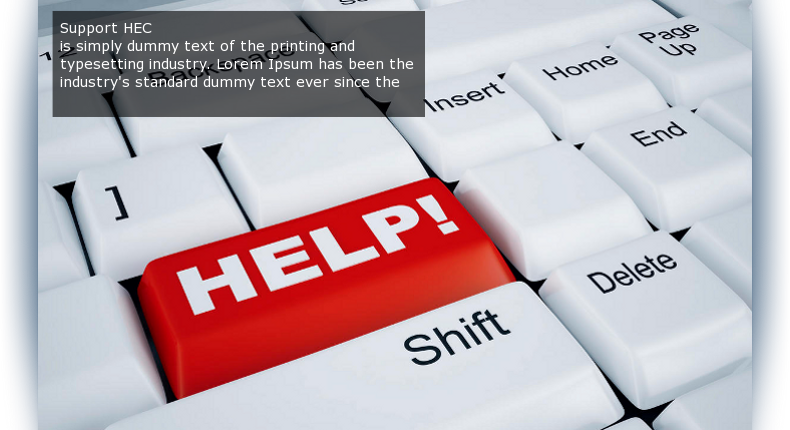 Support HEC
is simply dummy text of the printing and
typesetting industry. Lorem Ipsum has been the
industry's standard dummy text ever since the
Backspace
Insert
Home
Page
Up
End
]
HELP!
Delete
Shift